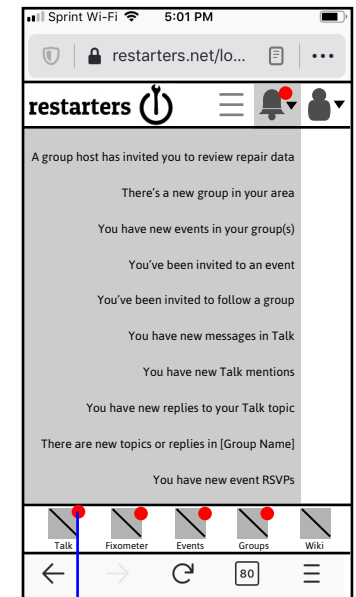 Sprint Wi-Fi 5:01 PM
restarters.net/lo...
restarters
A group host has invited you to review repair data
There's a new group in your area
You have new events in your group(s)
You've been invited to an event
You've been invited to follow a group
You have new messages in Talk
You have new Talk mentions
You have new replies to your Talk topic
There are new topics or replies in [Group Name]
You have new event RSVPs
Talk Fixometer Events Groups Wiki
80